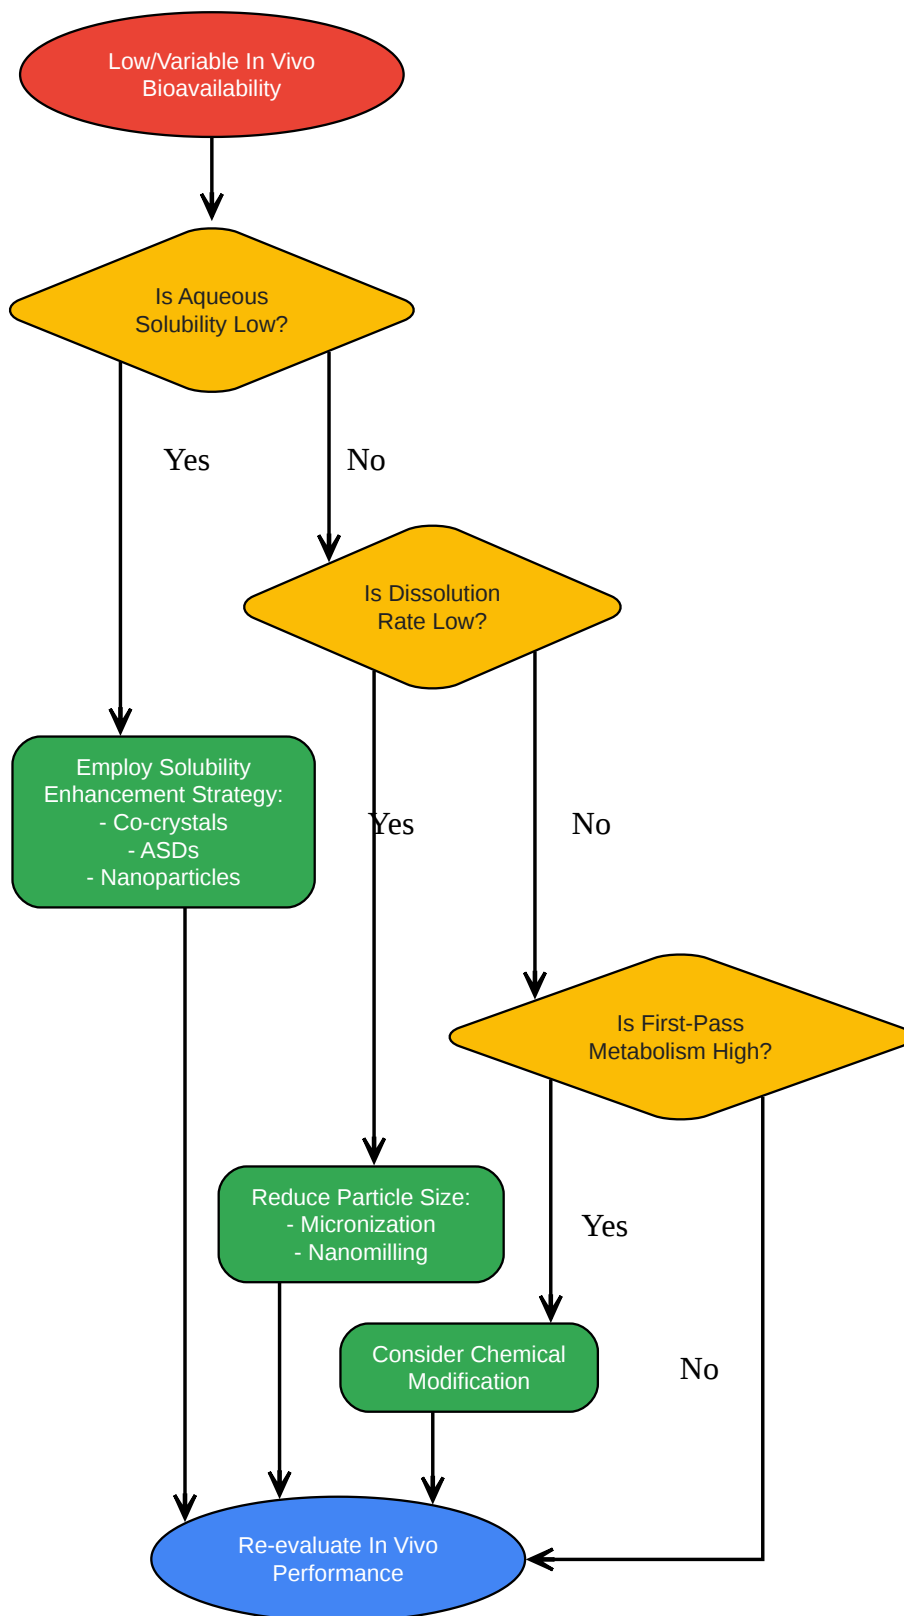 Low/Variable In Vivo
Bioavailability
Is Aqueous
Solubility Low?
Yes
No
Is Dissolution
Rate Low?
Employ Solubility
Enhancement Strategy:
- Co-crystals
- ASDs
- Nanoparticles
Yes
No
Is First-Pass
Metabolism High?
Reduce Particle Size:
- Micronization
- Nanomilling
Yes
Consider Chemical
Modification
No
Re-evaluate In Vivo
Performance